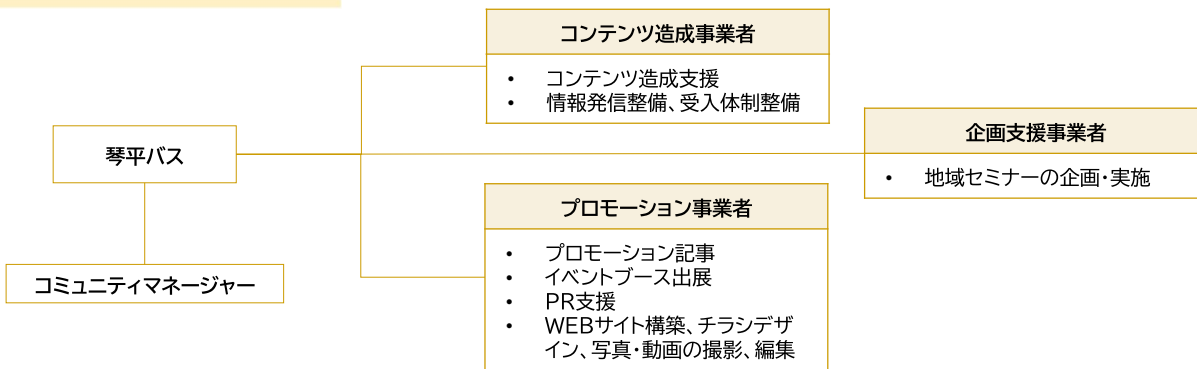 コンテンツ造成事業者
• コンテンツ造成支援
• 情報発信整備、受入体制整備
企画支援事業者
• 地域セミナーの企画・実施
琴平バス
コミュニティマネージャー
プロモーション事業者
• プロモーション記事
• イベントブース出展
• PR支援
• WEBサイト構築、チラシデザ
イン、写真・動画の撮影、編集